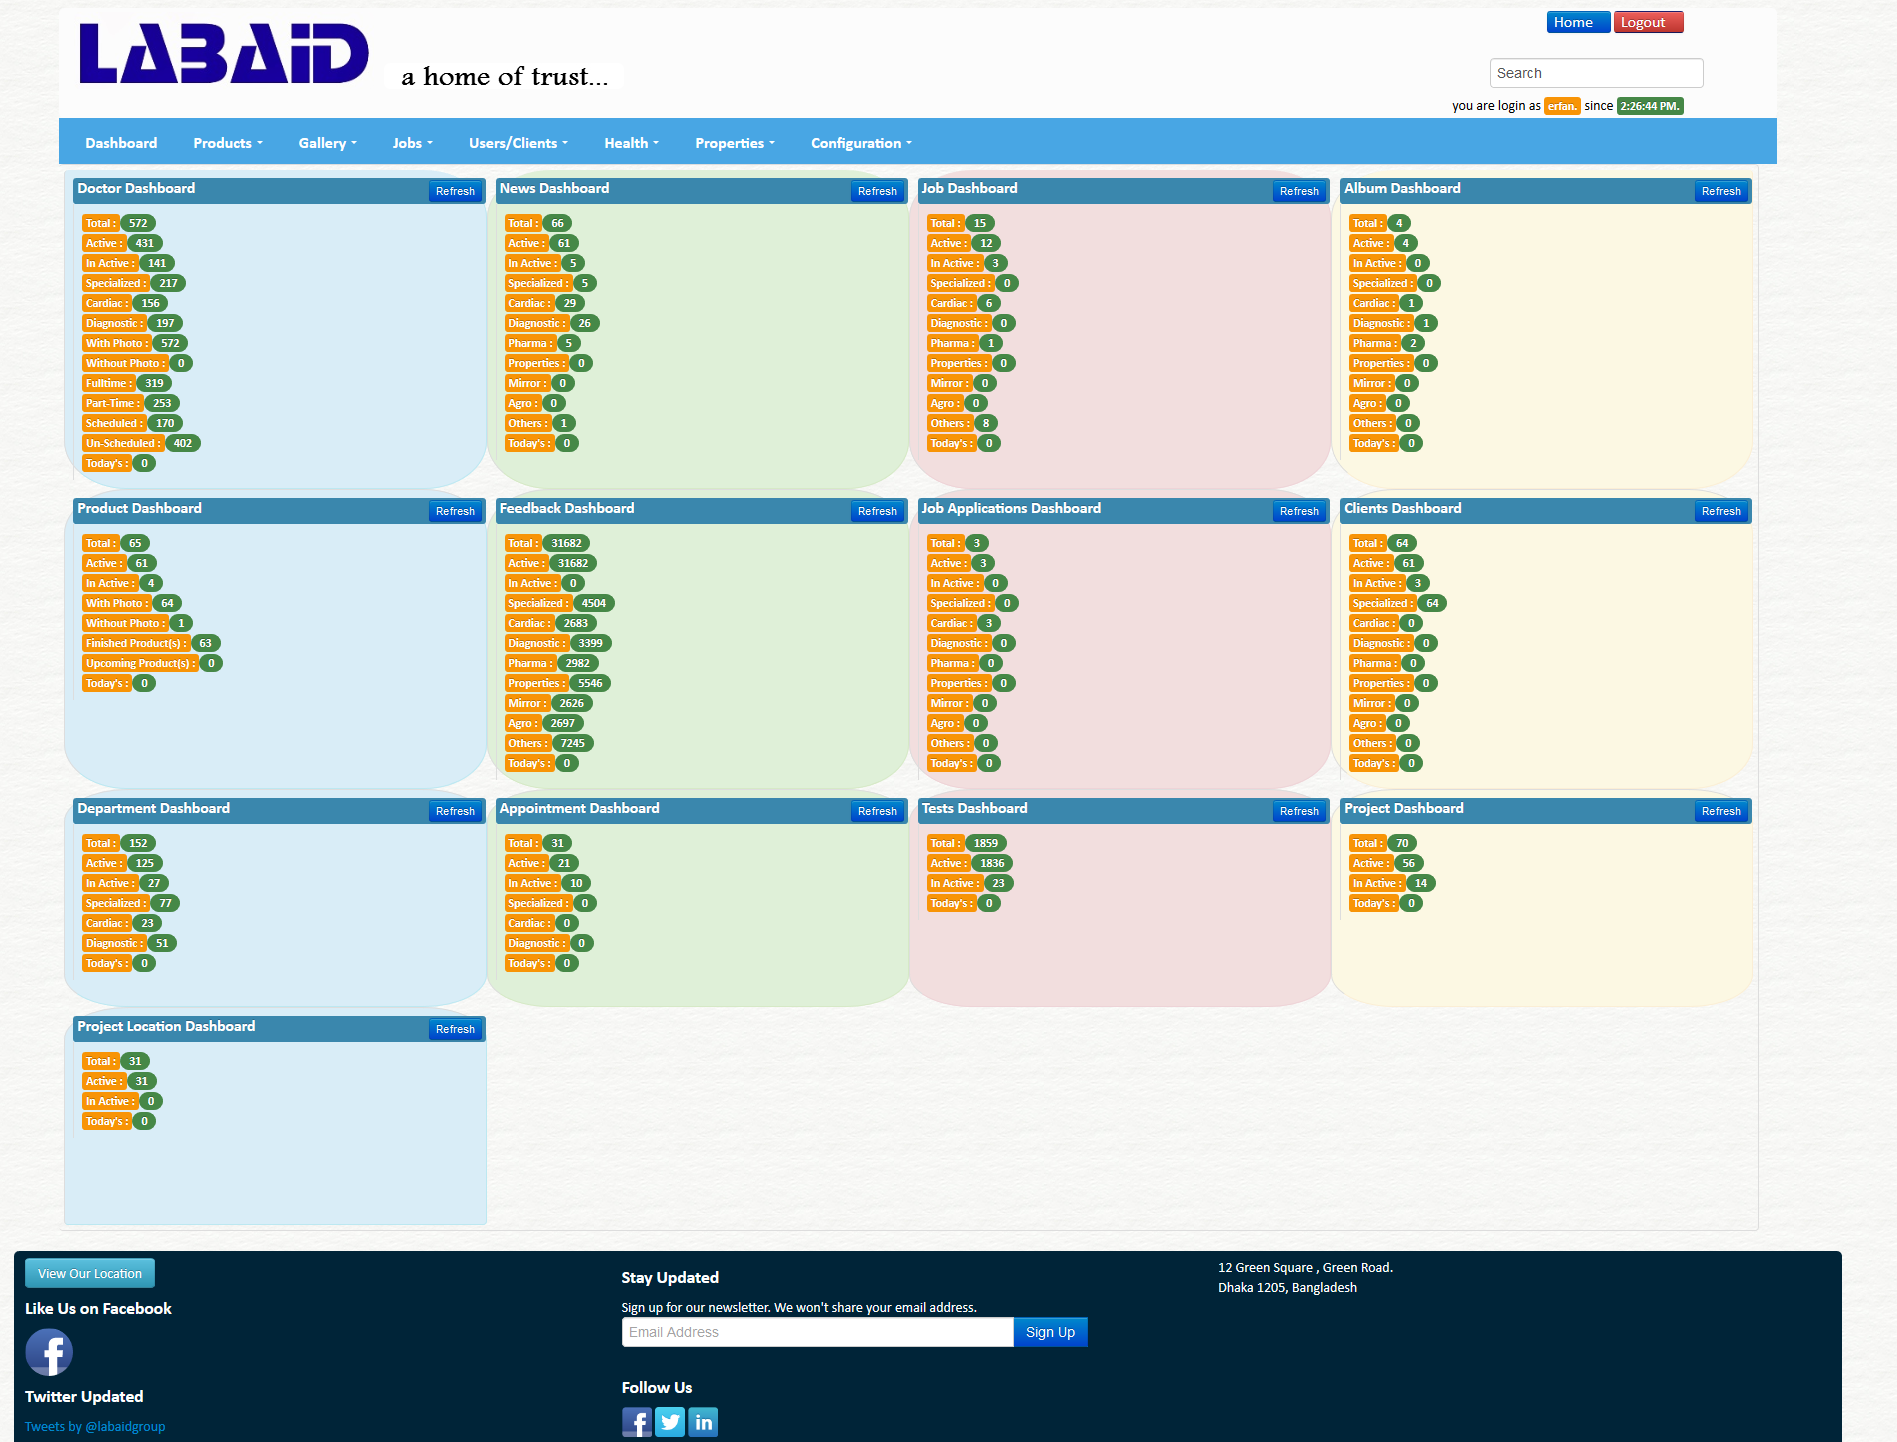 LABAID
a home of trust...
Home Logout
Search
you are login as erfan. since 2:26:44 PM.
Dashboard Products Gallery Jobs Users/Clients Health Properties Configuration
Doctor Dashboard Refresh
Total : 572
Active : 431
In Active : 141
Specialized : 217
Cardiac : 156
Diagnostic : 197
With Photo : 572
Without Photo : 0
Fulltime : 319
Part-Time : 253
Scheduled : 170
Un-Scheduled : 402
Today's : 0
News Dashboard Refresh
Total : 66
Active : 61
In Active : 5
Specialized : 5
Cardiac : 29
Diagnostic : 26
Pharma : 5
Properties : 0
Mirror : 0
Agro : 0
Others : 1
Today's : 0
Job Dashboard Refresh
Total : 15
Active : 12
In Active : 3
Specialized : 0
Cardiac : 6
Diagnostic : 0
Pharma : 1
Properties : 0
Mirror : 0
Agro : 0
Others : 8
Today's : 0
Album Dashboard Refresh
Total : 4
Active : 4
In Active : 0
Specialized : 0
Cardiac : 1
Diagnostic : 1
Pharma : 2
Properties : 0
Mirror : 0
Agro : 0
Others : 0
Today's : 0
Product Dashboard Refresh
Total : 65
Active : 61
In Active : 4
With Photo : 64
Without Photo : 1
Finished Product(s) : 63
Upcoming Product(s) : 0
Today's : 0
Feedback Dashboard Refresh
Total : 31682
Active : 31682
In Active : 0
Specialized : 4504
Cardiac : 2683
Diagnostic : 3399
Pharma : 2982
Properties : 5546
Mirror : 2626
Agro : 2697
Others : 7245
Today's : 0
Job Applications Dashboard Refresh
Total : 3
Active : 3
In Active : 0
Specialized : 0
Cardiac : 3
Diagnostic : 0
Pharma : 0
Properties : 0
Mirror : 0
Agro : 0
Others : 0
Today's : 0
Clients Dashboard Refresh
Total : 64
Active : 61
In Active : 3
Specialized : 64
Cardiac : 0
Diagnostic : 0
Pharma : 0
Properties : 0
Mirror : 0
Agro : 0
Others : 0
Today's : 0
Department Dashboard Refresh
Total : 152
Active : 125
In Active : 27
Specialized : 77
Cardiac : 23
Diagnostic : 51
Today's : 0
Appointment Dashboard Refresh
Total : 31
Active : 21
In Active : 10
Specialized : 0
Cardiac : 0
Diagnostic : 0
Today's : 0
Tests Dashboard Refresh
Total : 1859
Active : 1836
In Active : 23
Today's : 0
Project Dashboard Refresh
Total : 70
Active : 56
In Active : 14
Today's : 0
Project Location Dashboard Refresh
Total : 31
Active : 31
In Active : 0
Today's : 0
View Our Location
Like Us on Facebook
Twitter Updated
Tweets by @labaidgroup
Stay Updated
Sign up for our newsletter. We won't share your email address.
Email Address Sign Up
Follow Us
12 Green Square , Green Road.
Dhaka 1205, Bangladesh